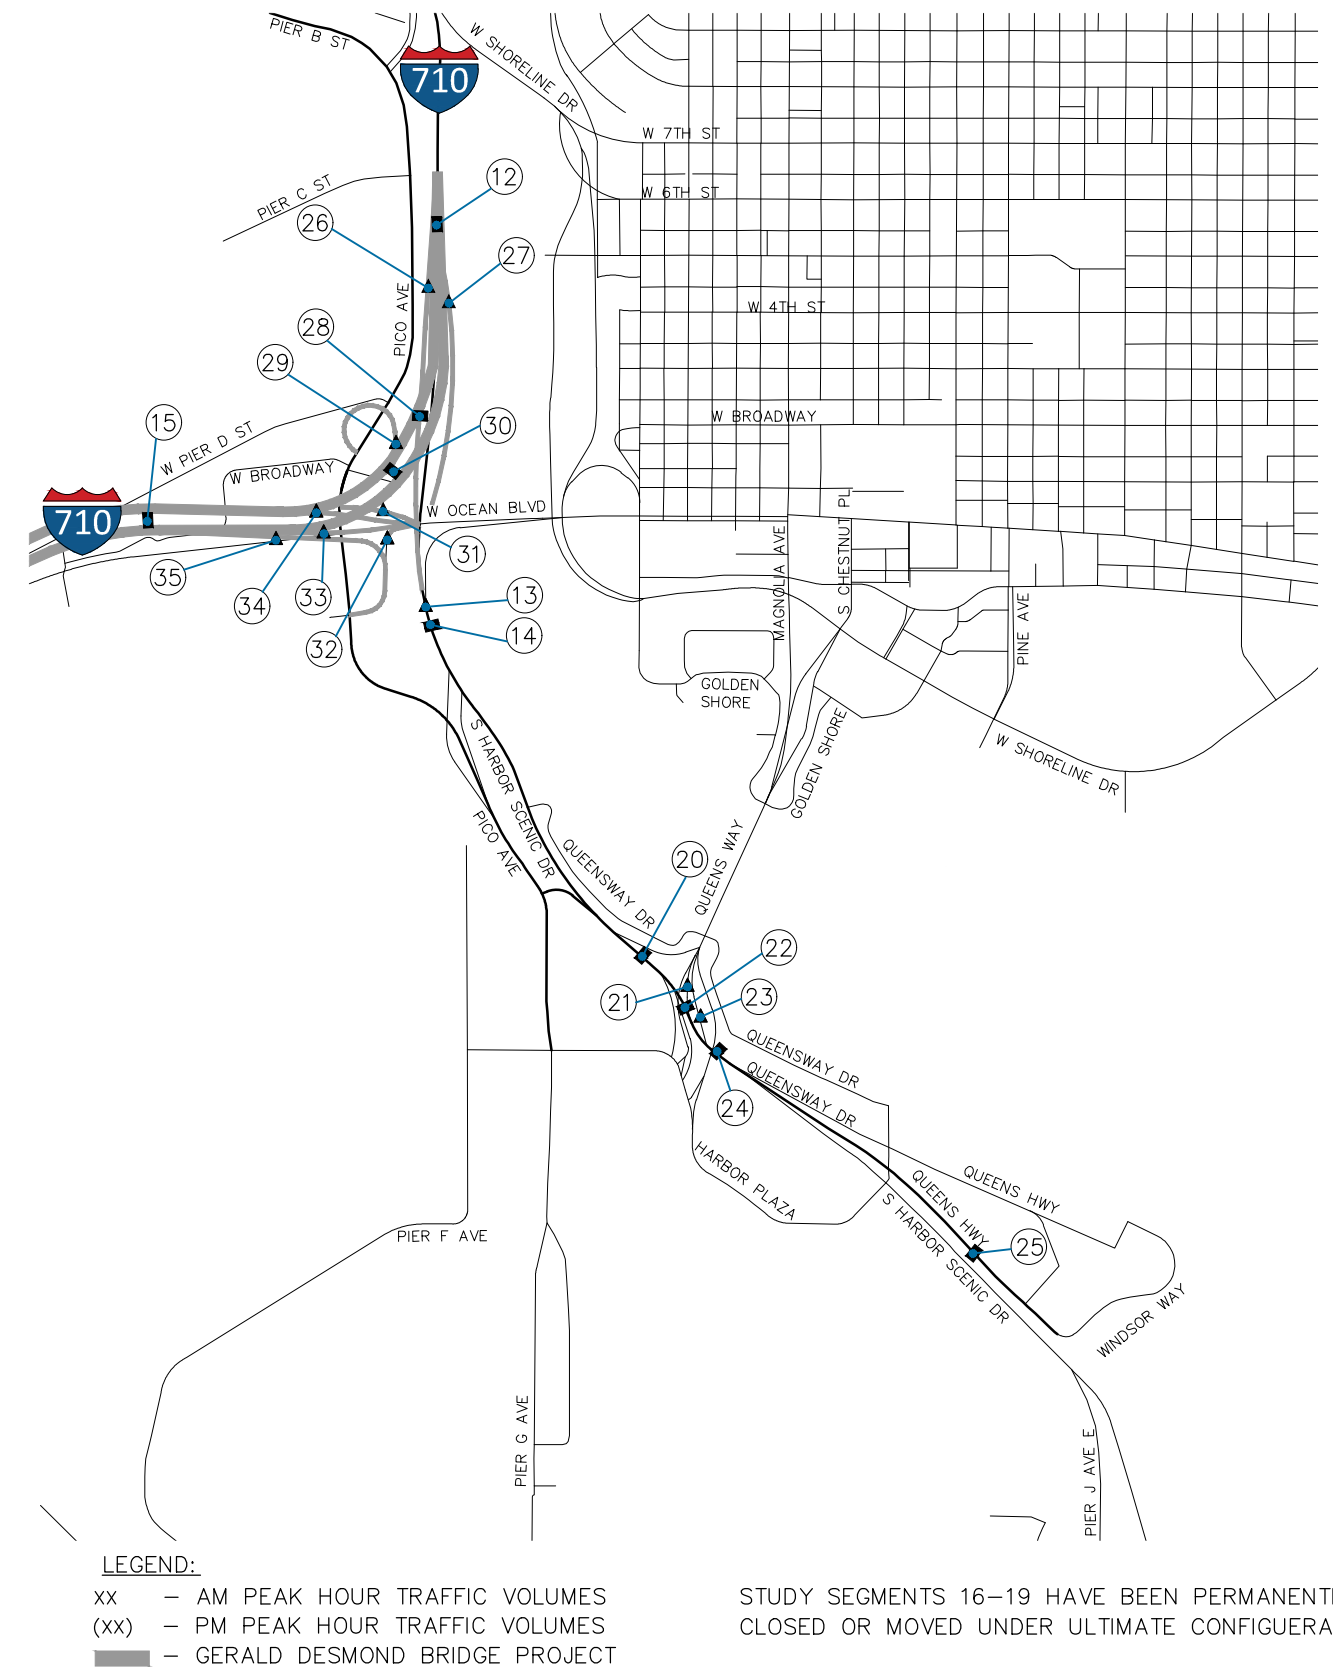 PIER B ST
710
W SHORELINE DR
W 7TH ST
PIER C ST
12
W 6TH ST
26
27
PICO AVE
W 4TH ST
28
29
W BROADWAY
15
30
W PIER D ST
W BROADWAY
710
W OCEAN BLVD
S CHESTNUT PL
MAGNOLIA AVE
31
35
34
33
32
13
14
PINE AVE
GOLDEN
SHORE
GOLDEN SHORE
W SHORELINE DR
S HARBOR SCENIC DR
PICO AVE
QUEENSWAY DR
QUEENS WAY
20
22
21
23
QUEENSWAY DR
QUEENSWAY DR
24
HARBOR PLAZA
QUEENS HWY
QUEENS HWY
S HARBOR SCENIC DR
25
PIER F AVE
WINDSOR WAY
PIER G AVE
PIER J AVE E
LEGEND:
XX – AM PEAK HOUR TRAFFIC VOLUMES
(XX) – PM PEAK HOUR TRAFFIC VOLUMES
– GERALD DESMOND BRIDGE PROJECT
STUDY SEGMENTS 16–19 HAVE BEEN PERMANENT
CLOSED OR MOVED UNDER ULTIMATE CONFIGUERA